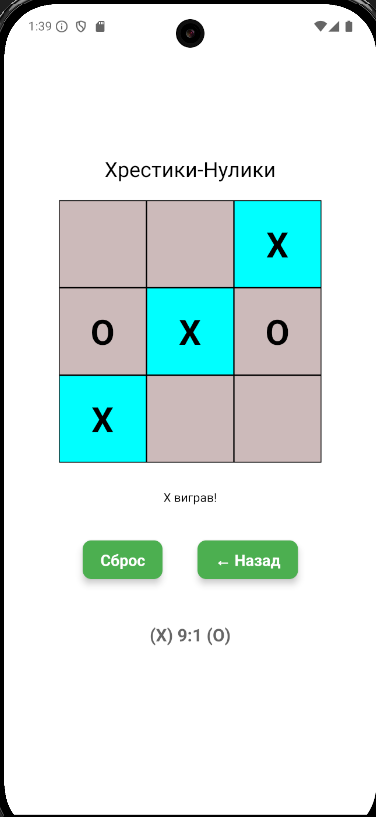 1:39
Хрестики-Нулики
X
O X O
X
X виграв!
Сброс ← Назад
(X) 9:1 (O)